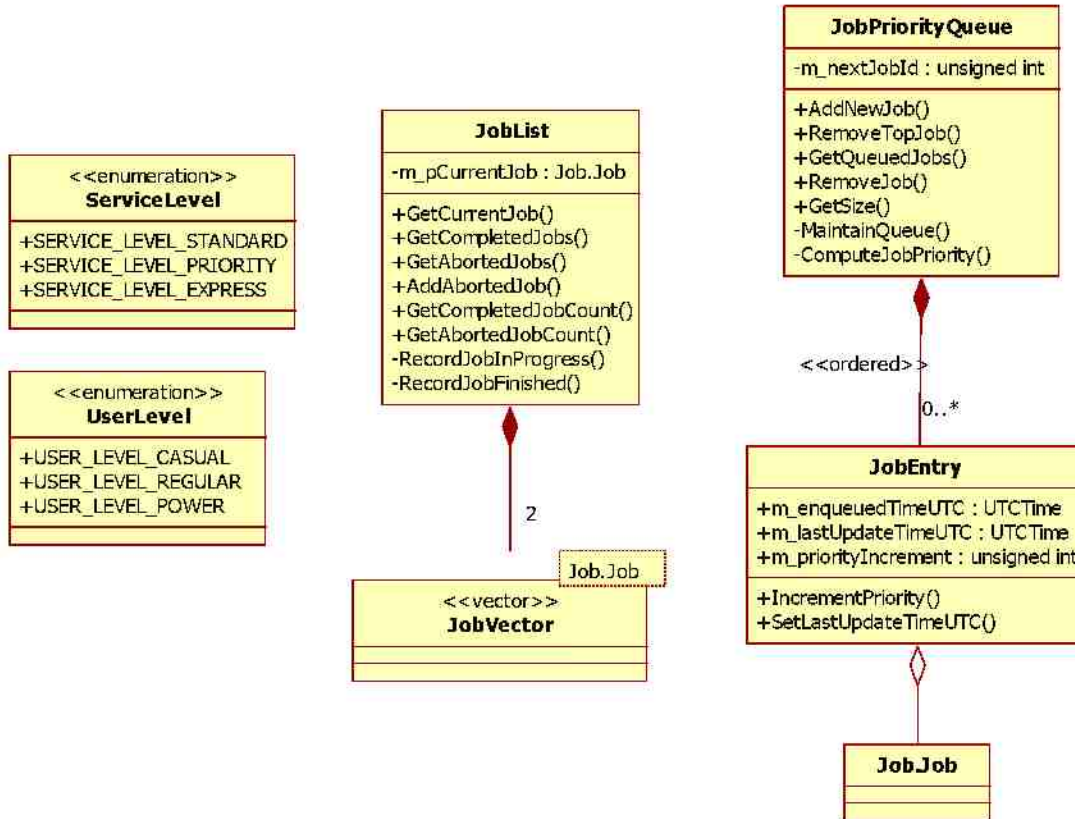 <<enumeration>>
ServiceLevel
+SERVICE_LEVEL_STANDARD
+SERVICE_LEVEL_PRIORITY
+SERVICE_LEVEL_EXPRESS
<<enumeration>>
UserLevel
+USER_LEVEL_CASUAL
+USER_LEVEL_REGULAR
+USER_LEVEL_POWER
JobList
-m_pCurrentJob : Job.Job
+GetCurrentJob()
+GetCompletedJobs()
+GetAbortedJobs()
+AddAbortedJob()
+GetCompletedJobCount()
+GetAbortedJobCount()
-RecordJobInProgress()
-RecordJobFinished()
2
Job.Job
<<vector>>
JobVector
JobPriorityQueue
-m_nextJobId : unsigned int
+AddNewJob()
+RemoveTopJob()
+GetQueuedJobs()
+RemoveJob()
+GetSize()
-MaintainQueue()
-ComputeJobPriority()
<<ordered>>
0..*
JobEntry
+m_enqueuedTimeUTC : UTCTime
+m_lastUpdateTimeUTC : UTCTime
+m_priorityIncrement : unsigned int
+IncrementPriority()
+SetLastUpdateTimeUTC()
Job.Job